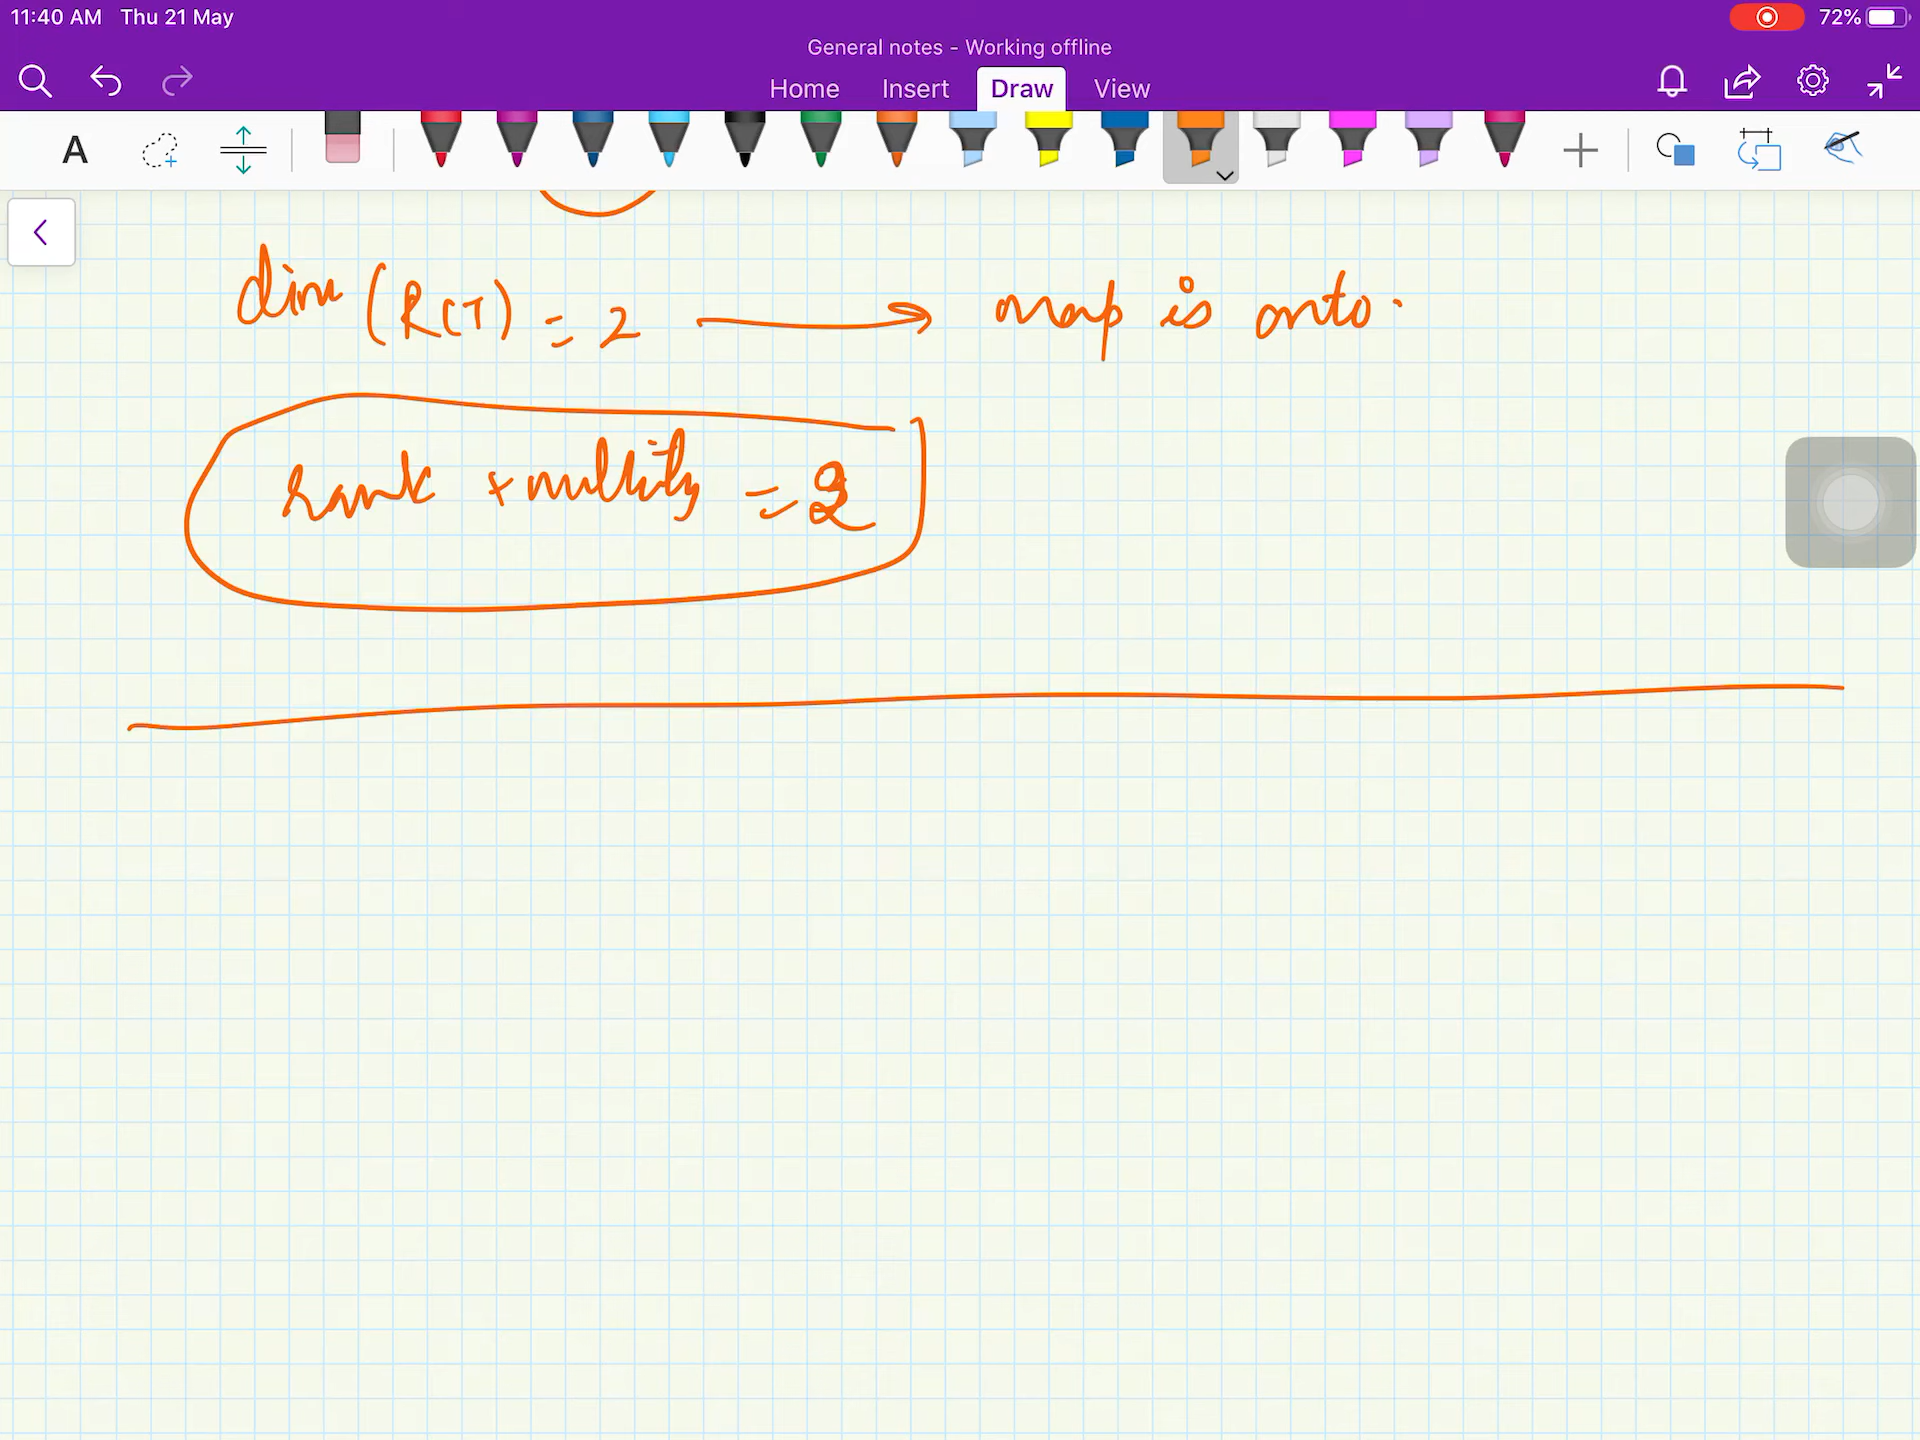 11:40 AM Thu 21 May
72%
General notes - Working offline
Home Insert Draw View
A
dim (R(T) = 2 → map is onto.
rank + nullity =